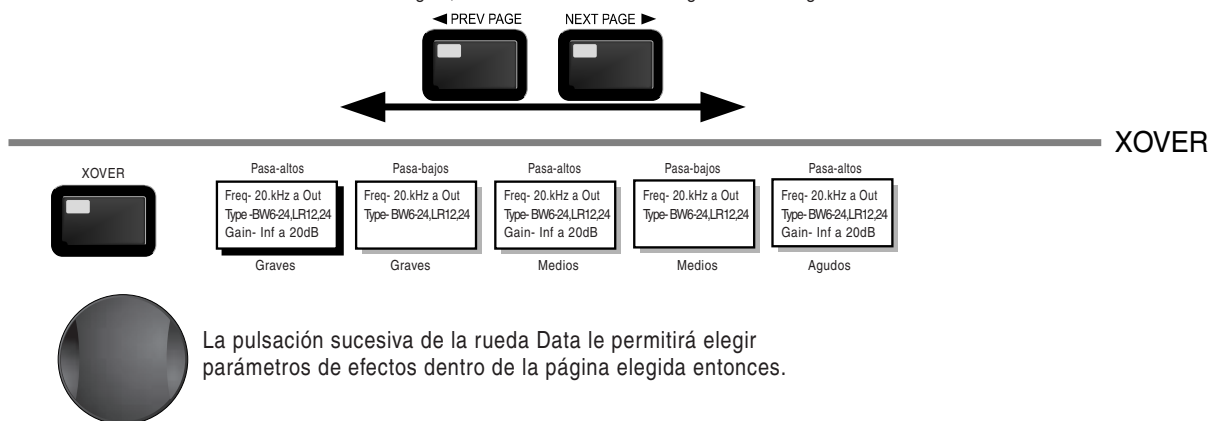 ◄ PREV PAGE NEXT PAGE ►
XOVER
XOVER
Pasa-altos Pasa-bajos Pasa-altos Pasa-bajos Pasa-altos
Freq- 20.kHz a Out Freq- 20.kHz a Out Freq- 20.kHz a Out Freq- 20.kHz a Out Freq- 20.kHz a Out
Type -BW6-24,LR12,24 Type- BW6-24,LR12,24 Type- BW6-24,LR12,24 Type- BW6-24,LR12,24 Type- BW6-24,LR12,24
Gain- Inf a 20dB Gain- Inf a 20dB Gain- Inf a 20dB
Graves Graves Medios Medios Agudos
La pulsación sucesiva de la rueda Data le permitirá elegir
parámetros de efectos dentro de la página elegida entonces.